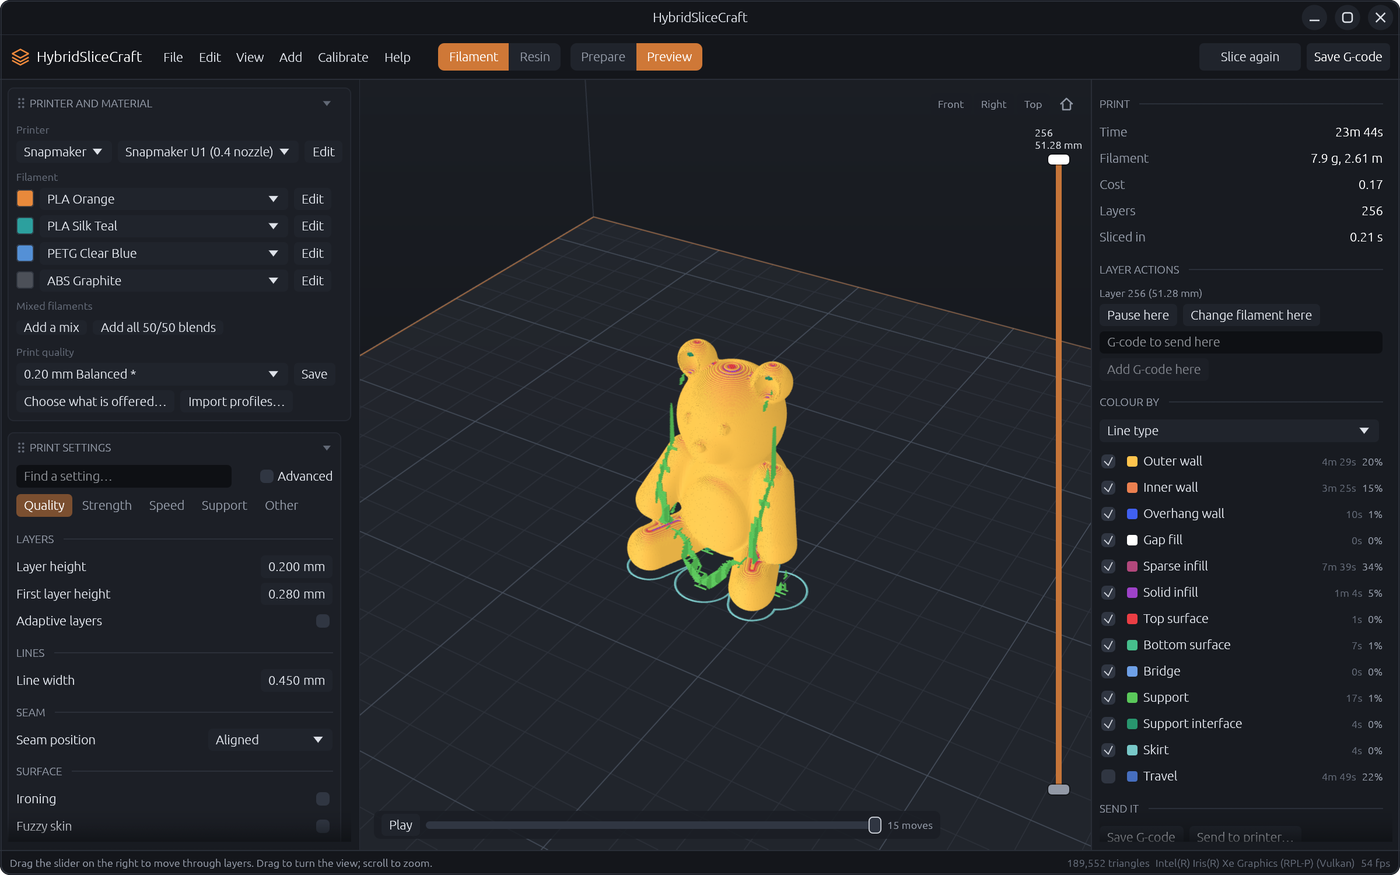 HybridSliceCraft
HybridSliceCraft File Edit View Add Calibrate Help Filament Resin Prepare Preview Slice again Save G-code
PRINTER AND MATERIAL
Printer
Snapmaker Snapmaker U1 (0.4 nozzle) Edit
Filament
PLA Orange Edit
PLA Silk Teal Edit
PETG Clear Blue Edit
ABS Graphite Edit
Mixed filaments
Add a mix Add all 50/50 blends
Print quality
0.20 mm Balanced * Save
Choose what is offered... Import profiles...
PRINT SETTINGS
Find a setting... Advanced
Quality Strength Speed Support Other
LAYERS
Layer height 0.200 mm
First layer height 0.280 mm
Adaptive layers
LINES
Line width 0.450 mm
SEAM
Seam position Aligned
SURFACE
Ironing
Fuzzy skin
Front Right Top
256
51.28 mm
Play 15 moves
PRINT
Time 23m 44s
Filament 7.9 g, 2.61 m
Cost 0.17
Layers 256
Sliced in 0.21 s
LAYER ACTIONS
Layer 256 (51.28 mm)
Pause here Change filament here
G-code to send here
Add G-code here
COLOUR BY
Line type
Outer wall 4m 29s 20%
Inner wall 3m 25s 15%
Overhang wall 10s 1%
Gap fill 0s 0%
Sparse infill 7m 39s 34%
Solid infill 1m 4s 5%
Top surface 1s 0%
Bottom surface 7s 1%
Bridge 0s 0%
Support 17s 1%
Support interface 4s 0%
Skirt 4s 0%
Travel 4m 49s 22%
SEND IT
Save G-code Send to printer...
Drag the slider on the right to move through layers. Drag to turn the view; scroll to zoom.
189,552 triangles Intel(R) Iris(R) Xe Graphics (RPL-P) (Vulkan) 54 fps